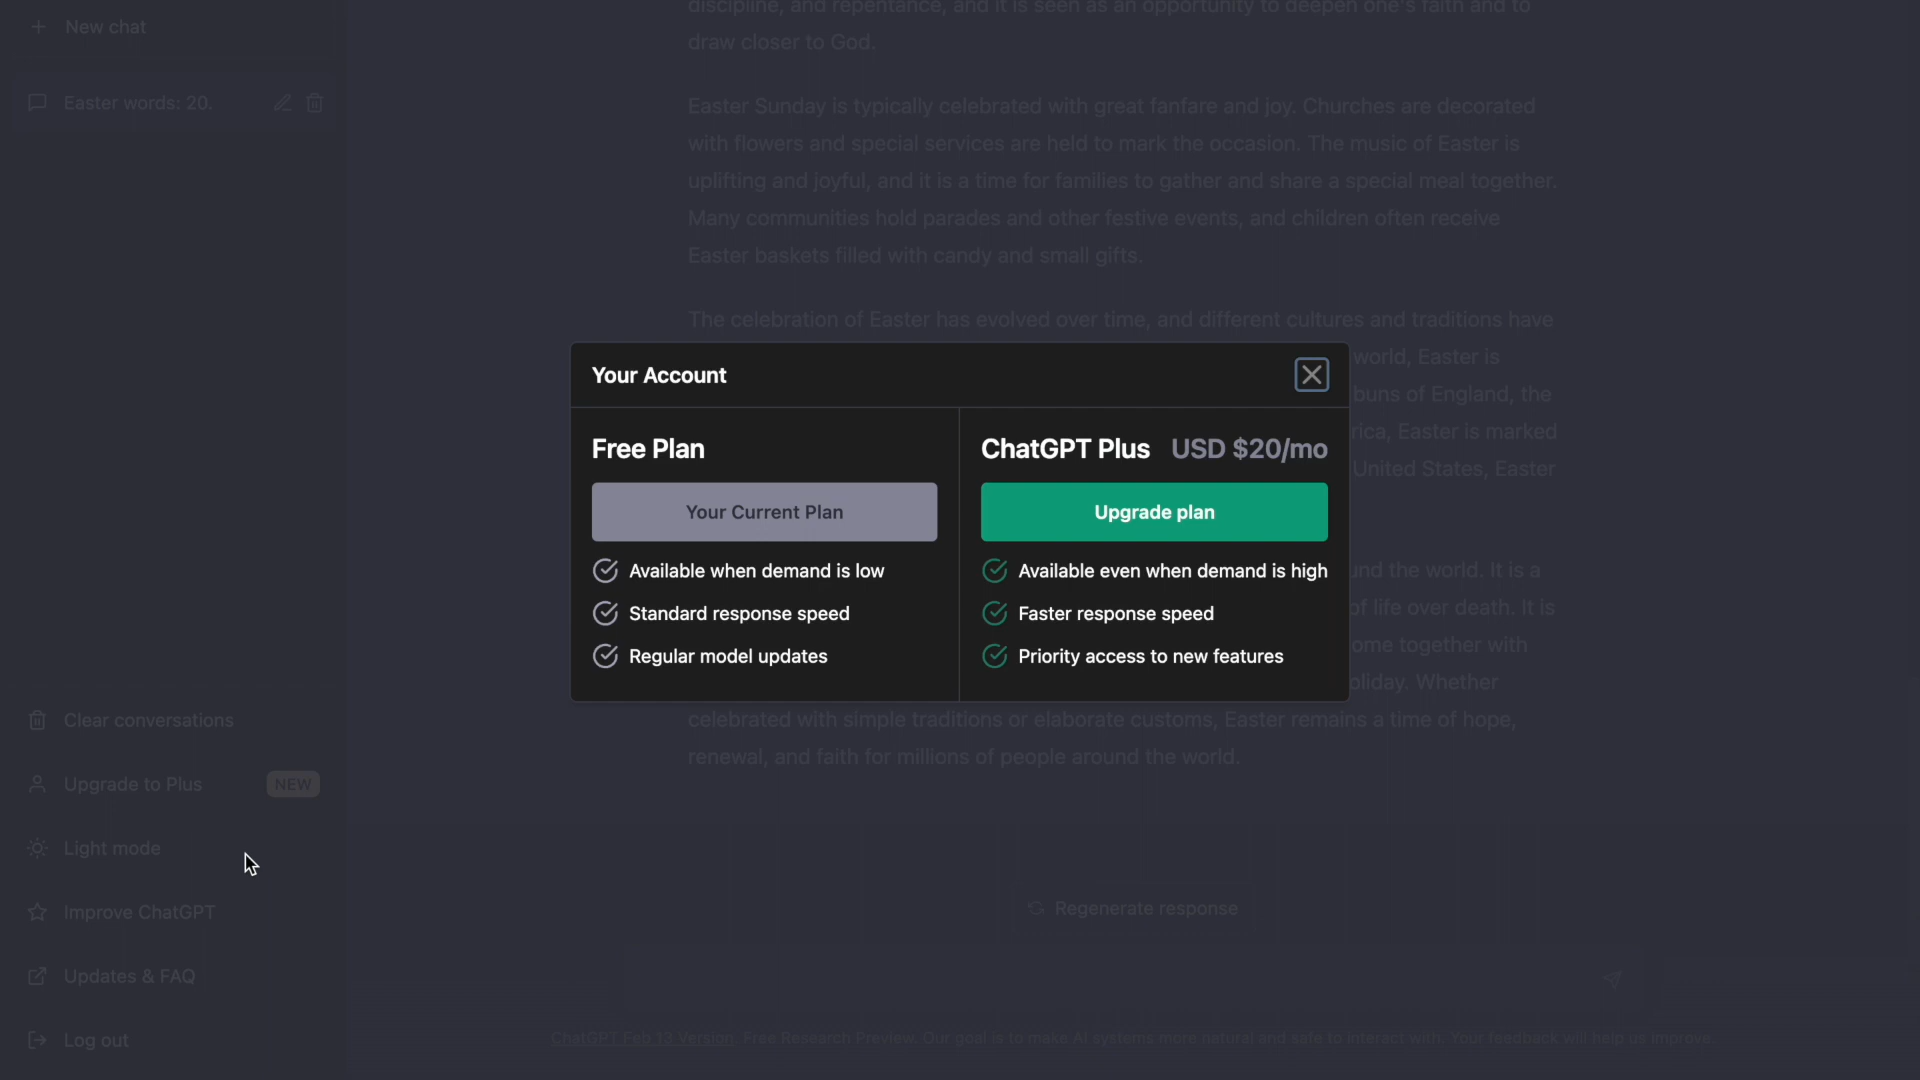 New chat
Easter words: 20.
discipline, and repentance, and it is seen as an opportunity to deepen one's faith and to
draw closer to God.
Easter Sunday is typically celebrated with great fanfare and joy. Churches are decorated
with flowers and special services are held to mark the occasion. The music of Easter is
uplifting and joyful, and it is a time for families to gather and share a special meal together.
Many communities hold parades and other festive events, and children often receive
Easter baskets filled with candy and small gifts.
The celebration of Easter has evolved over time, and different cultures and traditions have
world, Easter is
buns of England, the
Easter is marked
United States, Easter
the world. It is a
of life over death. It is
together with
Whether
celebrated with simple traditions or elaborate customs, Easter remains a time of hope,
renewal, and faith for millions of people around the world.
Your Account
Free Plan
Your Current Plan
Available when demand is low
Standard response speed
Regular model updates
ChatGPT Plus USD $20/mo
Upgrade plan
Available even when demand is high
Faster response speed
Priority access to new features
Clear conversations
Upgrade to Plus NEW
Light mode
Improve ChatGPT
Updates & FAQ
Log out
Regenerate response
ChatGPT Feb 13 Version. Free Research Preview. Our goal is to make AI systems more natural and safe to interact with. Your feedback will help us improve.